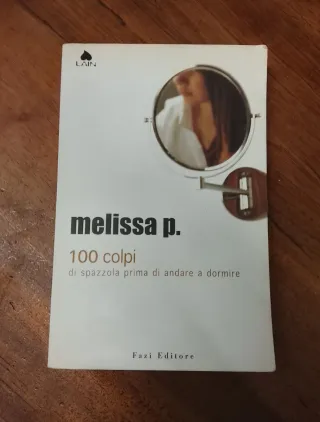 LAIN
melissa p.
100 colpi
di spazzola prima di andare a dormire
Fazi Editore